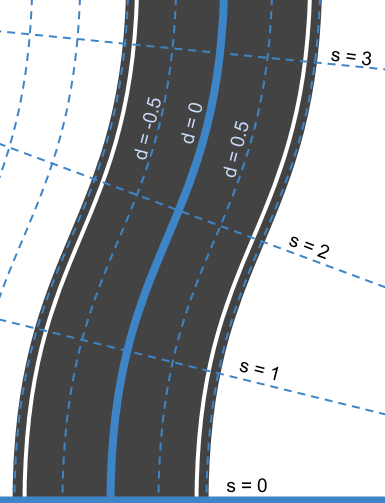 s = 3
d = -0.5
d = 0
d = 0.5
s = 2
s = 1
s = 0